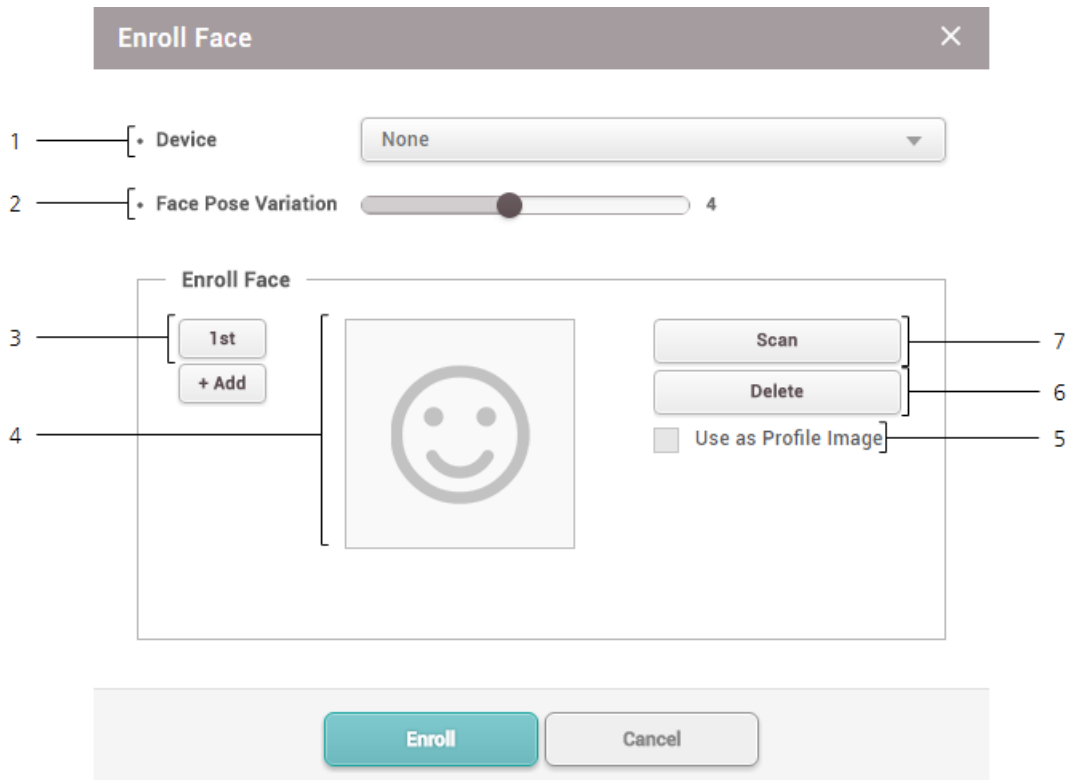 Enroll Face
1 Device None
2 Face Pose Variation 4
Enroll Face
3 1st Scan 7
+ Add Delete 6
4 Use as Profile Image 5
Enroll Cancel